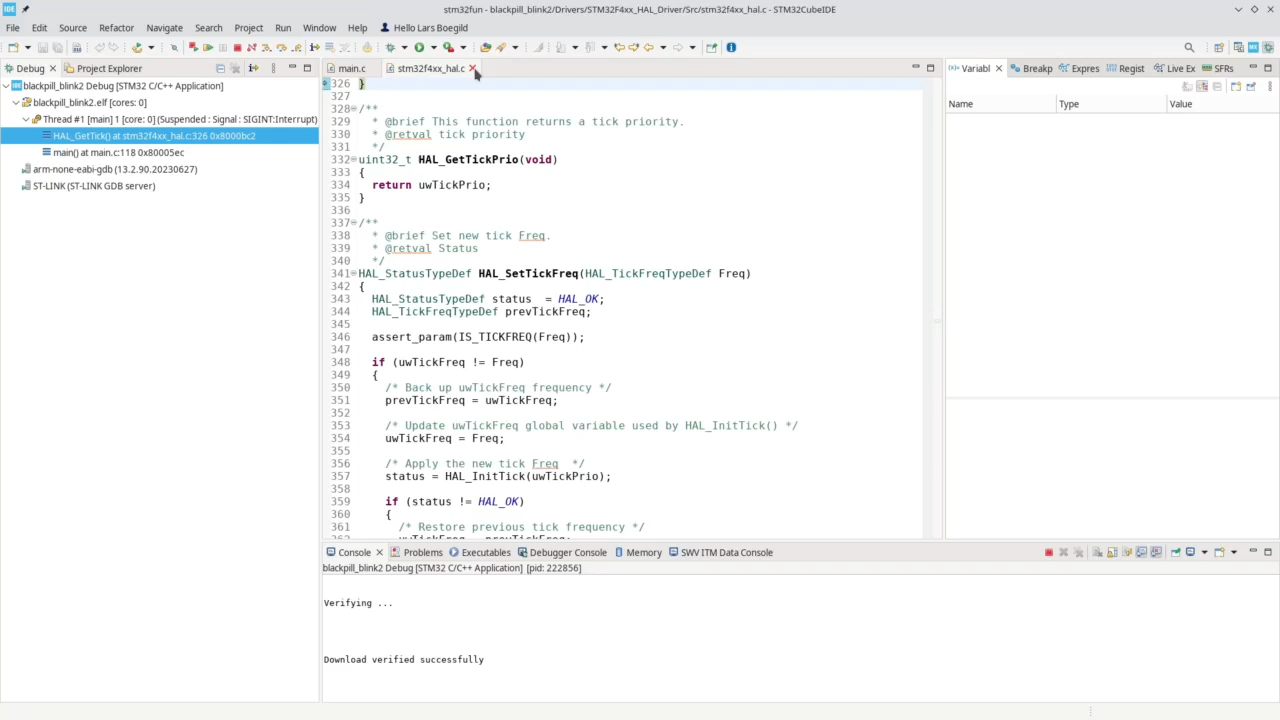 IDE
stm32fun - blackpill_blink2/Drivers/STM32F4xx_HAL_Driver/Src/stm32f4xx_hal.c - STM32CubeIDE
File Edit Source Refactor Navigate Search Project Run Window Help Hello Lars Boegild
Debug
Project Explorer
blackpill_blink2 Debug [STM32 C/C++ Application]
blackpill_blink2.elf [cores: 0]
Thread #1 [main] 1 [core: 0] (Suspended : Signal : SIGINT:Interrupt)
HAL_GetTick() at stm32f4xx_hal.c:326 0x8000bc2
main() at main.c:118 0x80005ec
arm-none-eabi-gdb (13.2.90.20230627)
ST-LINK (ST-LINK GDB server)
main.c
stm32f4xx_hal.c
326 }
327
328 /**
329 * @brief This function returns a tick priority.
330 * @retval tick priority
331 */
332 uint32_t HAL_GetTickPrio(void)
333 {
334 return uwTickPrio;
335 }
336
337 /**
338 * @brief Set new tick Freq.
339 * @retval Status
340 */
341 HAL_StatusTypeDef HAL_SetTickFreq(HAL_TickFreqTypeDef Freq)
342 {
343 HAL_StatusTypeDef status  = HAL_OK;
344 HAL_TickFreqTypeDef prevTickFreq;
345
346 assert_param(IS_TICKFREQ(Freq));
347
348 if (uwTickFreq != Freq)
349 {
350 /* Back up uwTickFreq frequency */
351 prevTickFreq = uwTickFreq;
352
353 /* Update uwTickFreq global variable used by HAL_InitTick() */
354 uwTickFreq = Freq;
355
356 /* Apply the new tick Freq  */
357 status = HAL_InitTick(uwTickPrio);
358
359 if (status != HAL_OK)
360 {
361 /* Restore previous tick frequency */
Variabl
Breakp
Expres
Regist
Live Ex
SFRs
Name Type Value
Console
Problems
Executables
Debugger Console
Memory
SWV ITM Data Console
blackpill_blink2 Debug [STM32 C/C++ Application] [pid: 222856]
Verifying ...
Download verified successfully